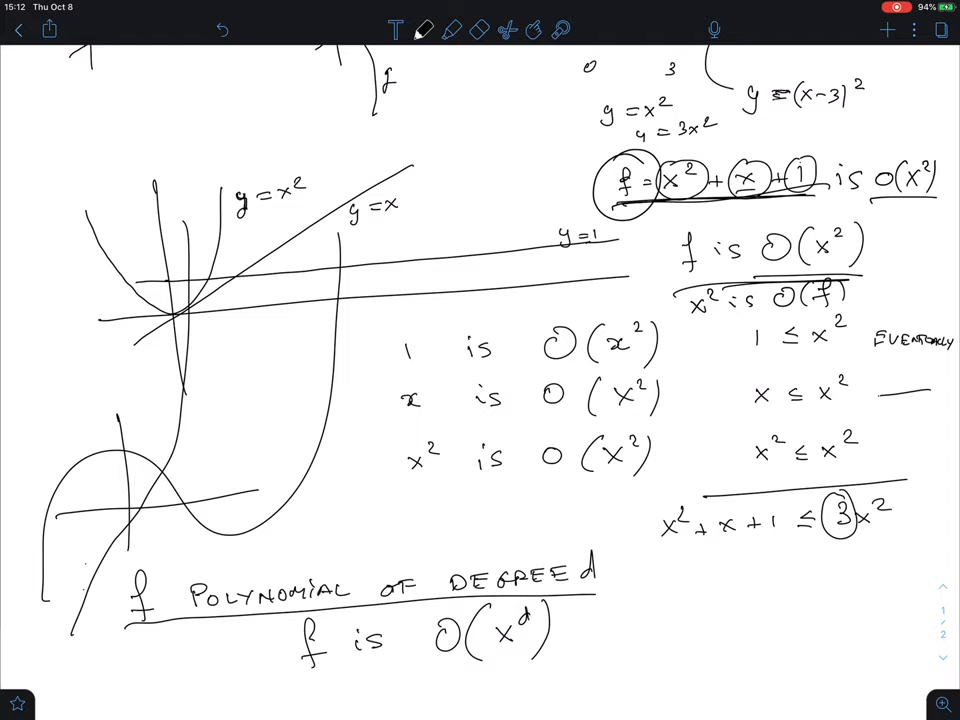 15:12 Thu Oct 8
94%
T
f
0 3
y = (x-3)²
y = x²
y = 3x²
f = x² + x + 1 is O(x²)
y = x²
y = x
y = 1
f is O(x²)
x² is O(f)
1 is O(x²) 1 ≤ x² EVENTUALLY
x is O(x²) x ≤ x² —
x² is O(x²) x² ≤ x²
x² + x + 1 ≤ 3x²
f POLYNOMIAL OF DEGREE d
f is O(x^d)
1
/
2